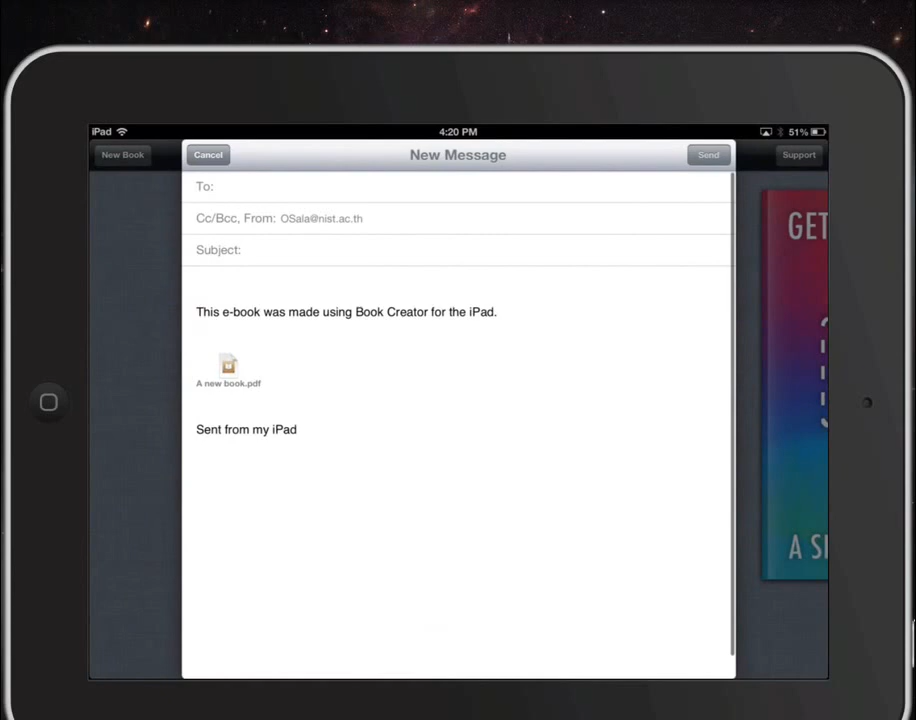 iPad 4:20 PM 51%
New Book Cancel New Message Send Support
To:
Cc/Bcc, From: OSala@nist.ac.th
Subject:
GET
This e-book was made using Book Creator for the iPad.
A new book.pdf
Sent from my iPad
A